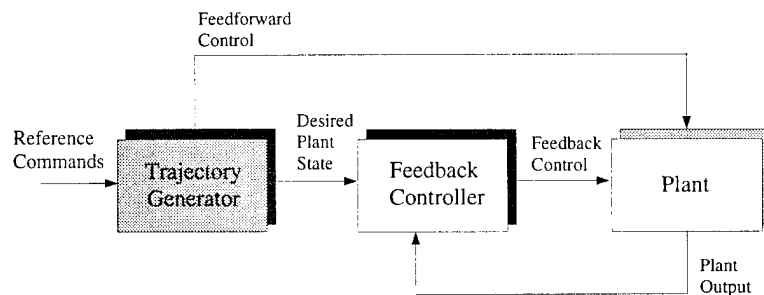 Feedforward
Control
Reference
Commands
Trajectory
Generator
Desired
Plant
State
Feedback
Controller
Feedback
Control
Plant
Plant
Output